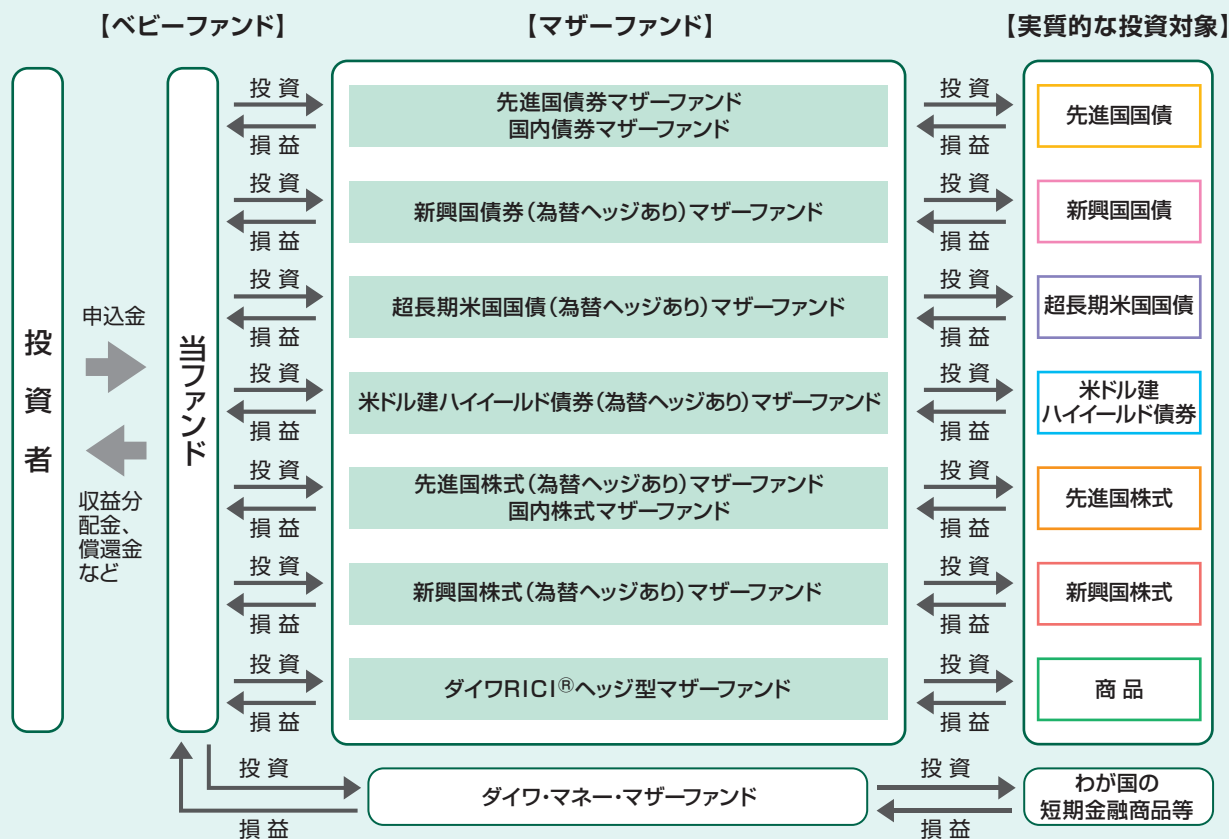 【ベビーファンド】
【マザーファンド】
【実質的な投資対象】
投資者
申込金
収益分
配金、
償還金
など
当ファンド
投資
損益
先進国債券マザーファンド
国内債券マザーファンド
投資
損益
先進国国債
投資
損益
新興国債券(為替ヘッジあり)マザーファンド
投資
損益
新興国国債
投資
損益
超長期米国国債(為替ヘッジあり)マザーファンド
投資
損益
超長期米国国債
投資
損益
米ドル建ハイイールド債券(為替ヘッジあり)マザーファンド
投資
損益
米ドル建
ハイイールド債券
投資
損益
先進国株式(為替ヘッジあり)マザーファンド
国内株式マザーファンド
投資
損益
先進国株式
投資
損益
新興国株式(為替ヘッジあり)マザーファンド
投資
損益
新興国株式
投資
損益
ダイワRICI®ヘッジ型マザーファンド
投資
損益
商品
投資
損益
ダイワ・マネー・マザーファンド
投資
損益
わが国の
短期金融商品等